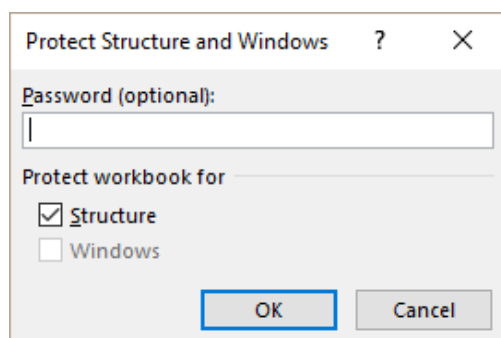 Protect Structure and Windows ?
Password (optional):
Protect workbook for
Structure
Windows
OK Cancel